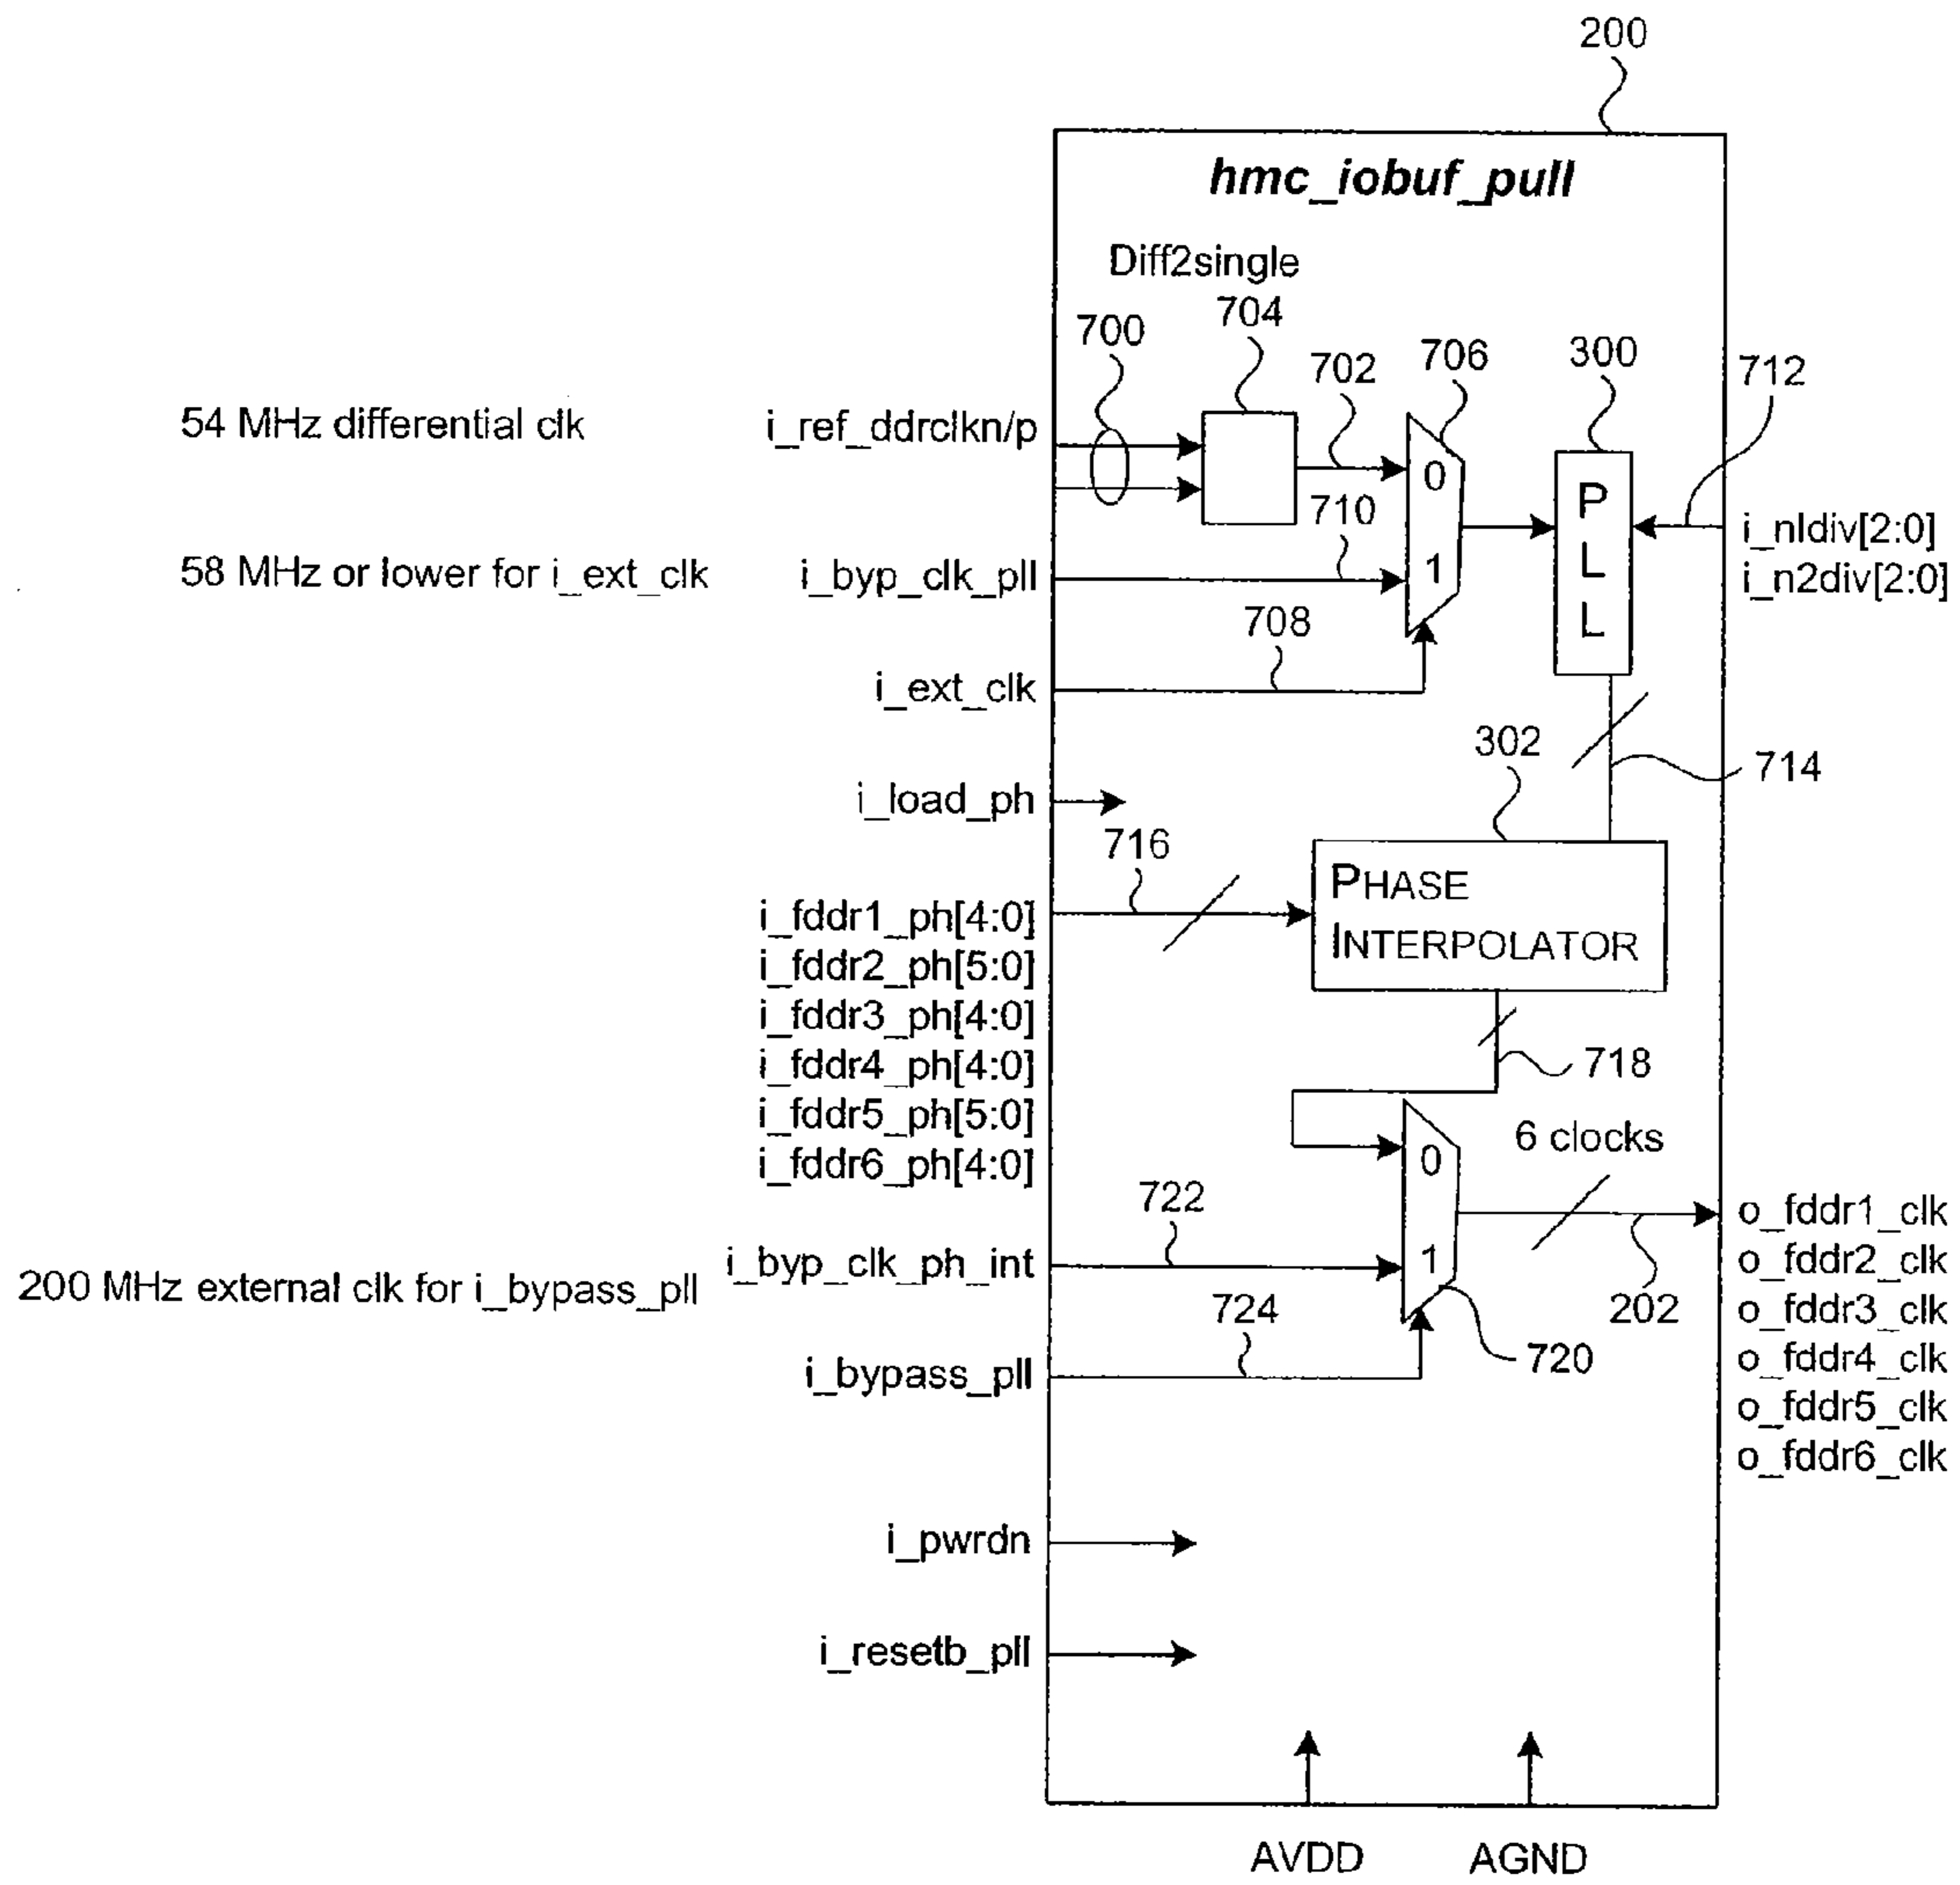 200
hmc_iobuf_pull
Diff2single
700
704
702
706
300
712
54 MHz differential clk
i_ref_ddrclkn/p
0
P
L
L
710
i_nldiv[2:0]
i_n2div[2:0]
58 MHz or lower for i_ext_clk
i_byp_clk_pll
1
708
i_ext_clk
302
714
i_load_ph
716
PHASE
INTERPOLATOR
i_fddr1_ph[4:0]
i_fddr2_ph[5:0]
i_fddr3_ph[4:0]
i_fddr4_ph[4:0]
i_fddr5_ph[5:0]
i_fddr6_ph[4:0]
718
6 clocks
0
722
o_fddr1_clk
o_fddr2_clk
o_fddr3_clk
o_fddr4_clk
o_fddr5_clk
o_fddr6_clk
200 MHz external clk for i_bypass_pll
i_byp_clk_ph_int
1
202
724
720
i_bypass_pll
i_pwrdn
i_resetb_pll
AVDD
AGND